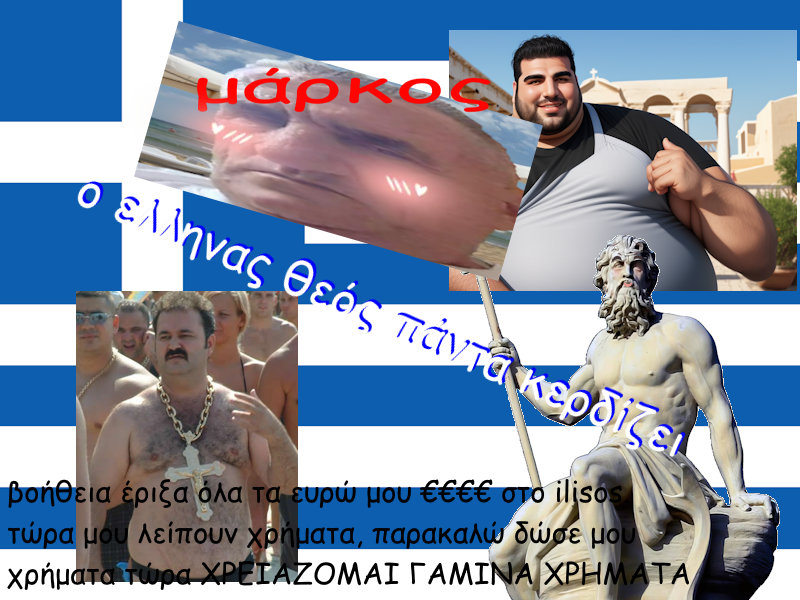 μάρκος
ο ελληνας θεός πάντα κερδίζει
βοήθεια έριξα όλα τα ευρώ μου €€€€ στο ilisos
τώρα μου λείπουν χρήματα, παρακαλώ δώσε μου
χρήματα τώρα ΧΡΕΙΑΖΟΜΑΙ ΓΑΜΙΝΑ ΧΡΗΜΑΤΑ